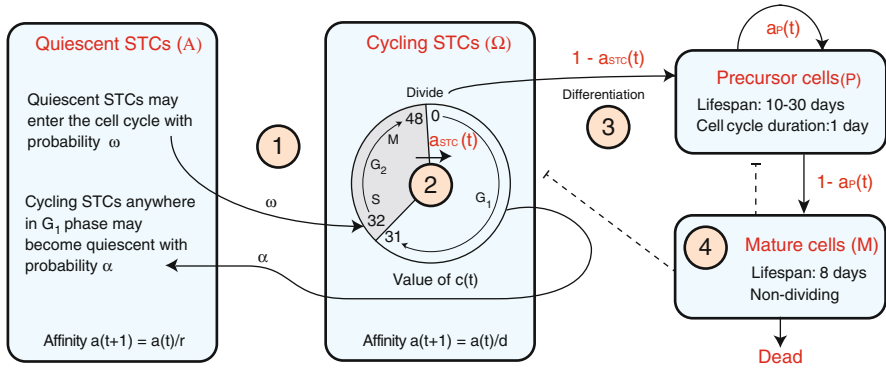 Quiescent STCs (A)
Quiescent STCs may
enter the cell cycle with
probability ω
Cycling STCs anywhere
in G1 phase may
become quiescent with
probability α
Affinity a(t+1) = a(t)/r
1
ω
α
Cycling STCs (Ω)
Divide
48
0
M
aSTC(t)
G2
2
G1
S
32
31
Value of c(t)
Affinity a(t+1) = a(t)/d
1 - aSTC(t)
Differentiation
3
aP(t)
Precursor cells(P)
Lifespan: 10-30 days
Cell cycle duration:1 day
1 - aP(t)
4
Mature cells (M)
Lifespan: 8 days
Non-dividing
Dead